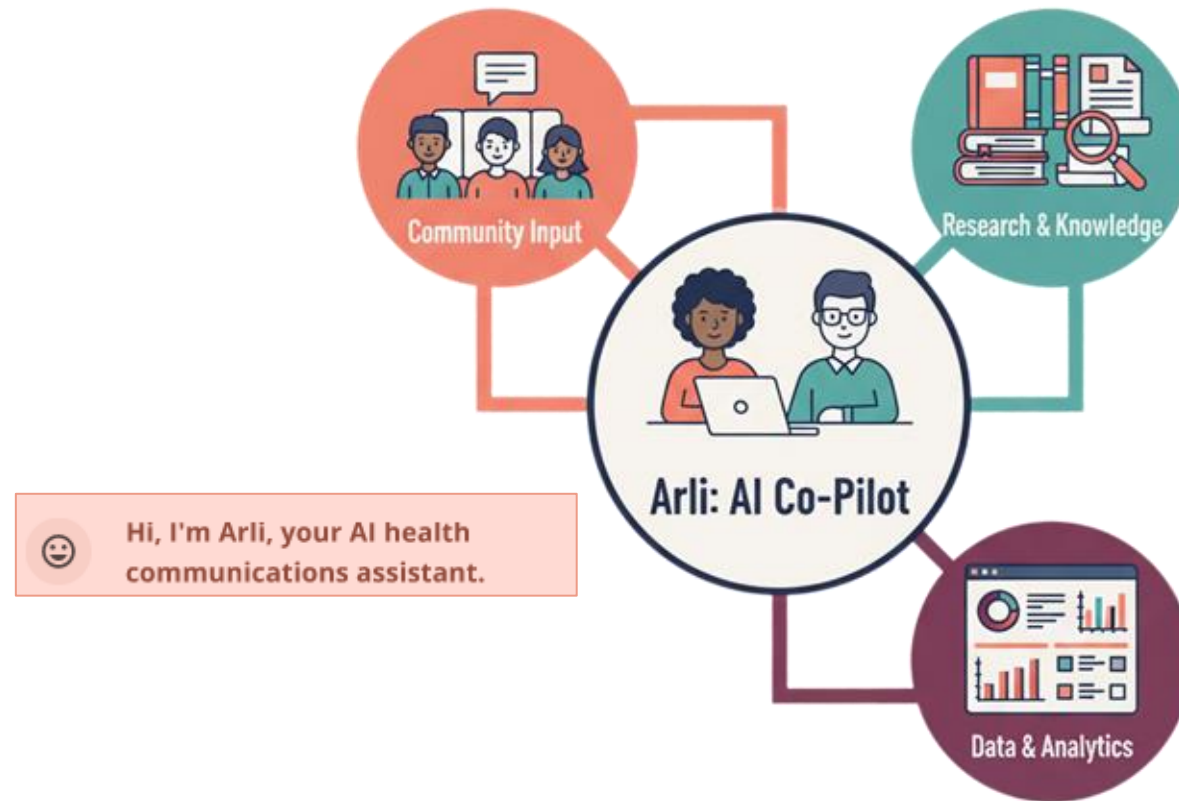 Community Input
Research & Knowledge
Arli: AI Co-Pilot
Hi, I'm Arli, your AI health
communications assistant.
Data & Analytics